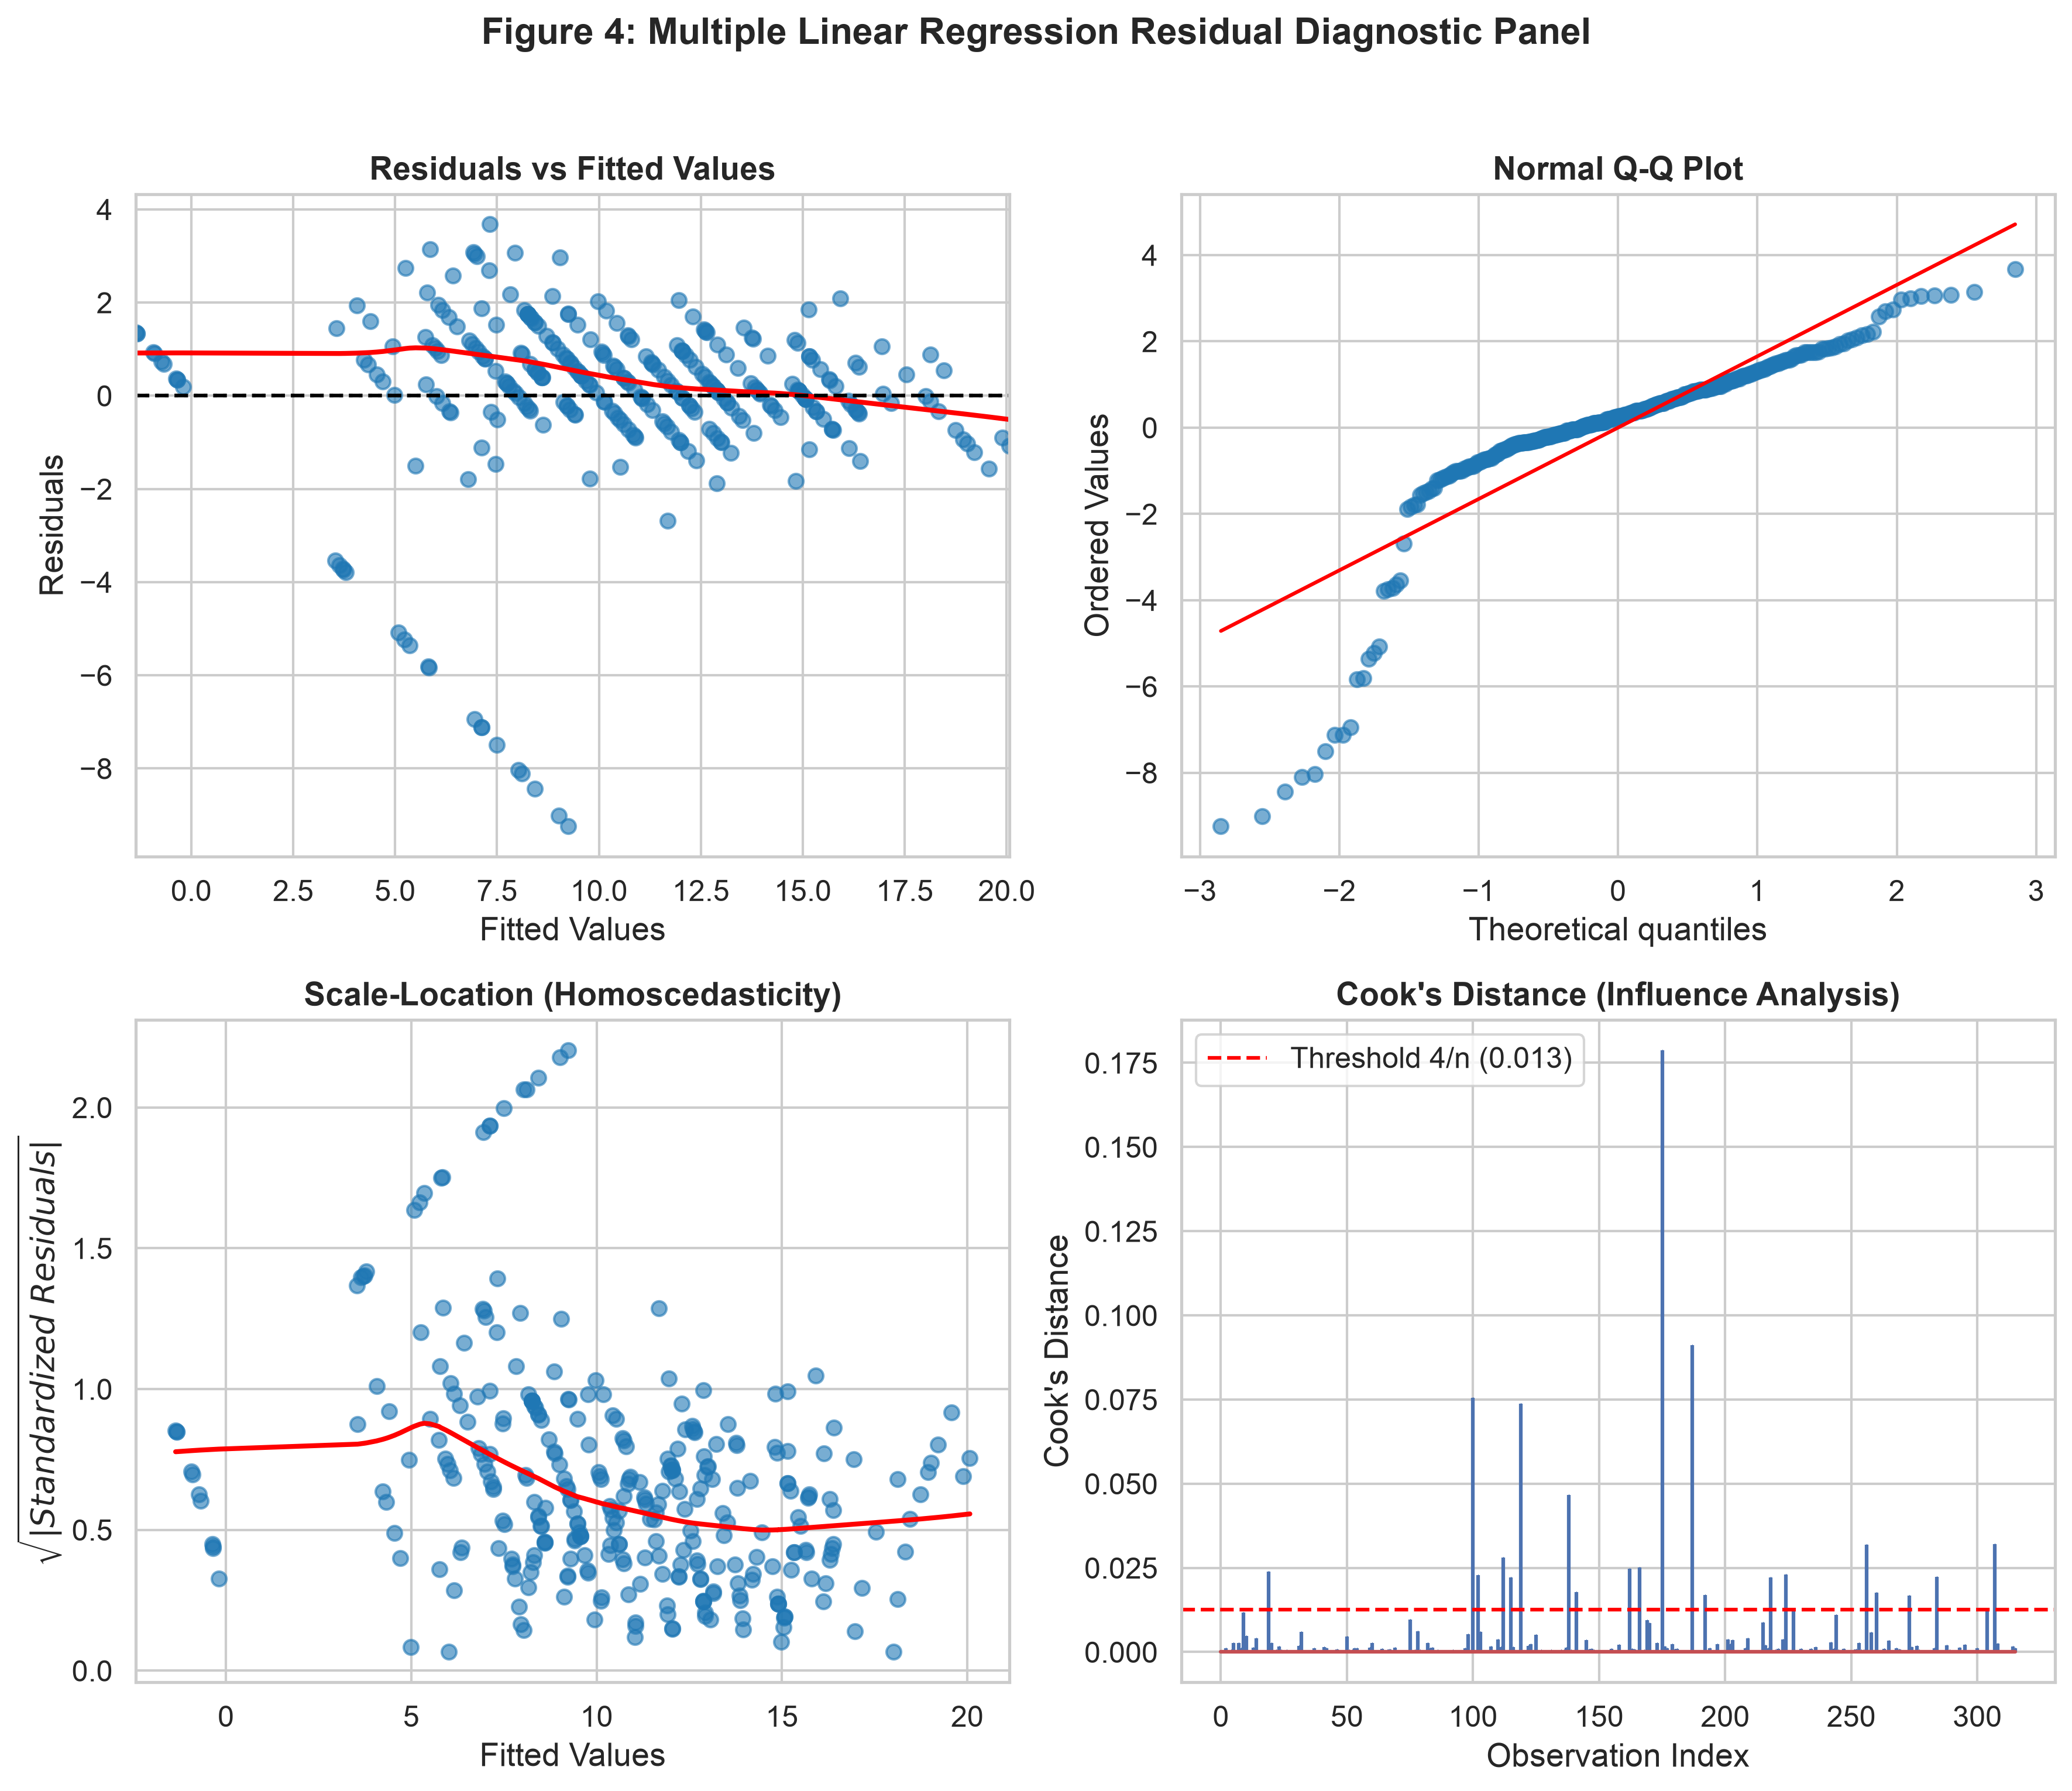 Figure 4: Multiple Linear Regression Residual Diagnostic Panel
Residuals vs Fitted Values
4
2
0
−2
−4
−6
−8
Residuals
0.0 2.5 5.0 7.5 10.0 12.5 15.0 17.5 20.0
Fitted Values
Normal Q-Q Plot
4
2
0
−2
−4
−6
−8
Ordered Values
−3 −2 −1 0 1 2 3
Theoretical quantiles
Scale-Location (Homoscedasticity)
2.0
1.5
1.0
0.5
0.0
√|Standardized Residuals|
0 5 10 15 20
Fitted Values
Cook's Distance (Influence Analysis)
Threshold 4/n (0.013)
0.175
0.150
0.125
0.100
0.075
0.050
0.025
0.000
Cook's Distance
0 50 100 150 200 250 300
Observation Index